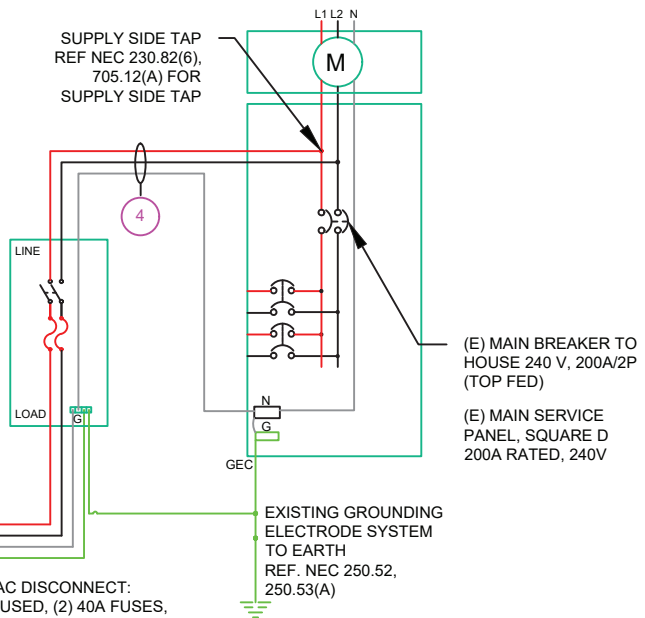 L1 L2 N
SUPPLY SIDE TAP
REF NEC 230.82(6),
705.12(A) FOR
SUPPLY SIDE TAP
M
4
LINE
LOAD
G
N
G
GEC
(E) MAIN BREAKER TO
HOUSE 240 V, 200A/2P
(TOP FED)
(E) MAIN SERVICE
PANEL, SQUARE D
200A RATED, 240V
EXISTING GROUNDING
ELECTRODE SYSTEM
TO EARTH
REF. NEC 250.52,
250.53(A)
AC DISCONNECT:
USED, (2) 40A FUSES,